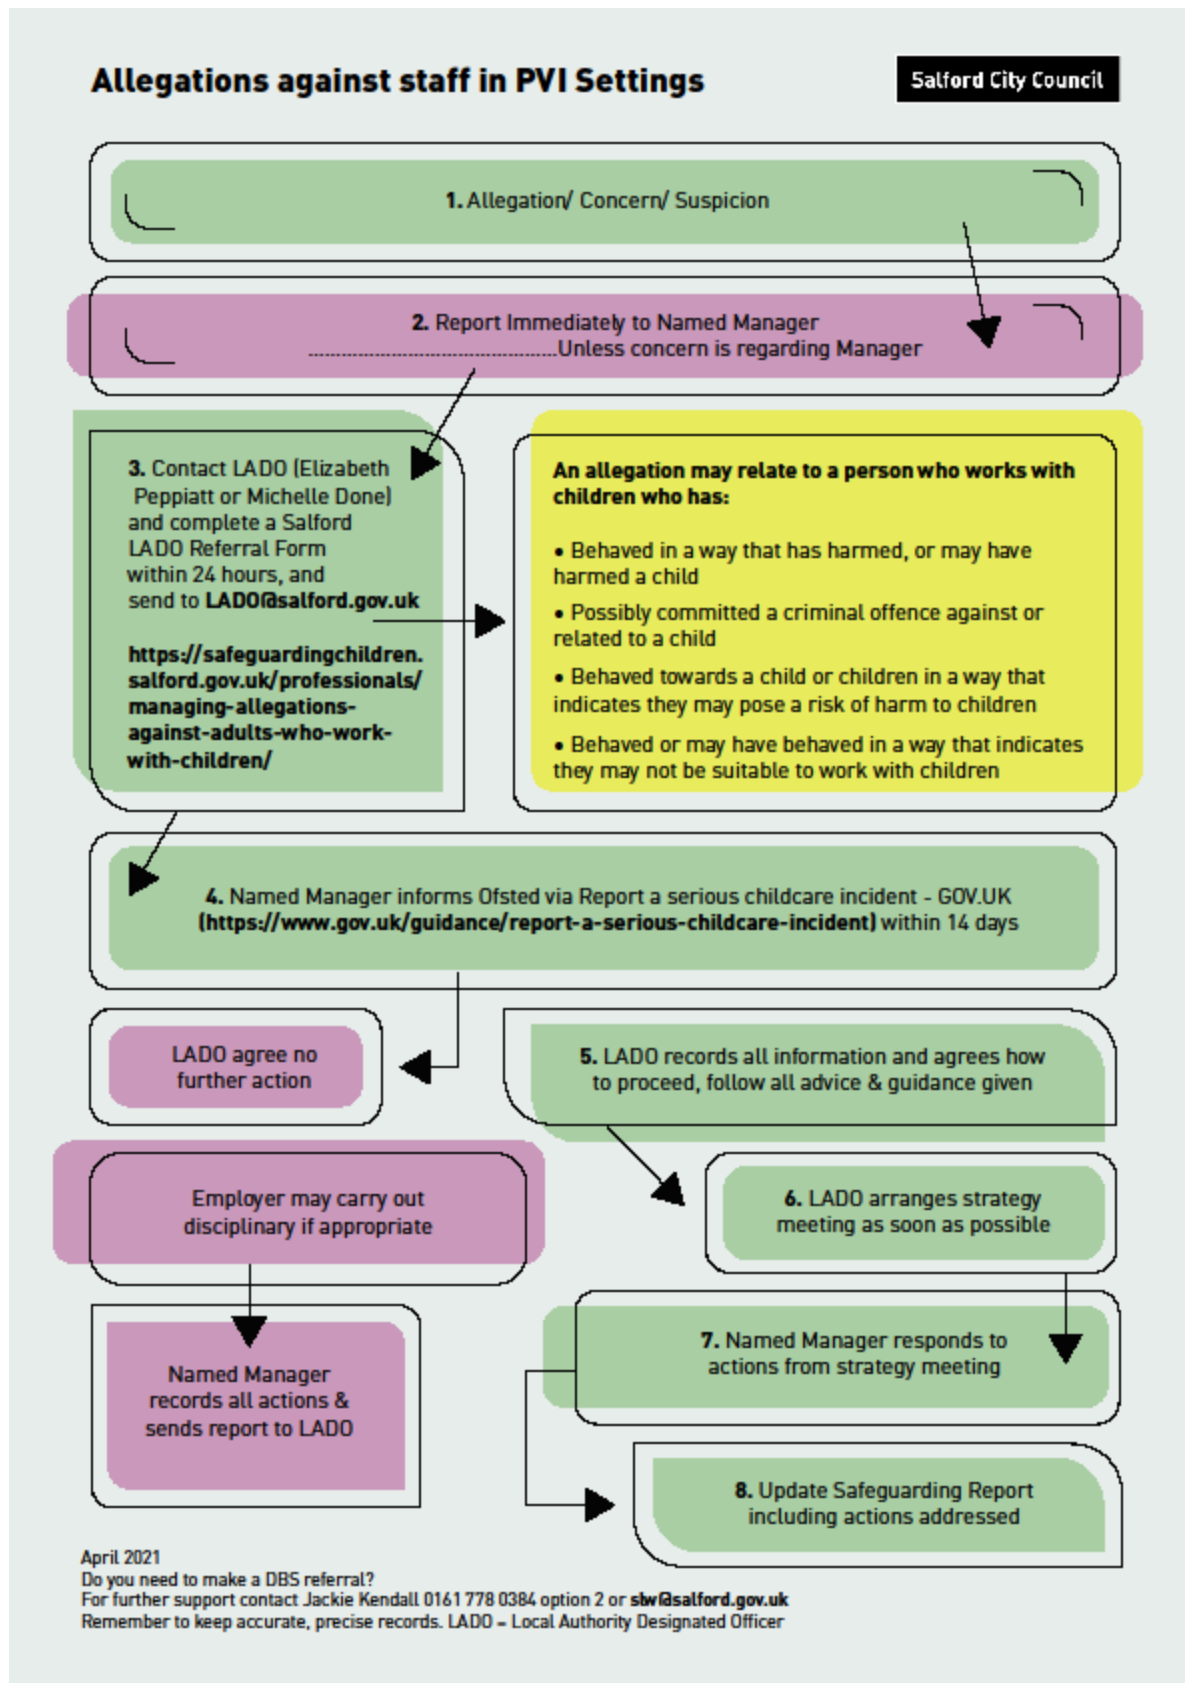 Allegations against staff in PVI Settings
Salford City Council
1. Allegation/ Concern/ Suspicion
2. Report Immediately to Named Manager
..............................................Unless concern is regarding Manager
3. Contact LADO (Elizabeth
Peppiatt or Michelle Done)
and complete a Salford
LADO Referral Form
within 24 hours, and
send to LADO@salford.gov.uk
https://safeguardingchildren.
salford.gov.uk/professionals/
managing-allegations-
against-adults-who-work-
with-children/
An allegation may relate to a person who works with
children who has:
• Behaved in a way that has harmed, or may have
harmed a child
• Possibly committed a criminal offence against or
related to a child
• Behaved towards a child or children in a way that
indicates they may pose a risk of harm to children
• Behaved or may have behaved in a way that indicates
they may not be suitable to work with children
4. Named Manager informs Ofsted via Report a serious childcare incident - GOV.UK
(https://www.gov.uk/guidance/report-a-serious-childcare-incident) within 14 days
LADO agree no
further action
5. LADO records all information and agrees how
to proceed, follow all advice & guidance given
Employer may carry out
disciplinary if appropriate
6. LADO arranges strategy
meeting as soon as possible
Named Manager
records all actions &
sends report to LADO
7. Named Manager responds to
actions from strategy meeting
8. Update Safeguarding Report
including actions addressed
April 2021
Do you need to make a DBS referral?
For further support contact Jackie Kendall 0161 778 0384 option 2 or slw@salford.gov.uk
Remember to keep accurate, precise records. LADO – Local Authority Designated Officer